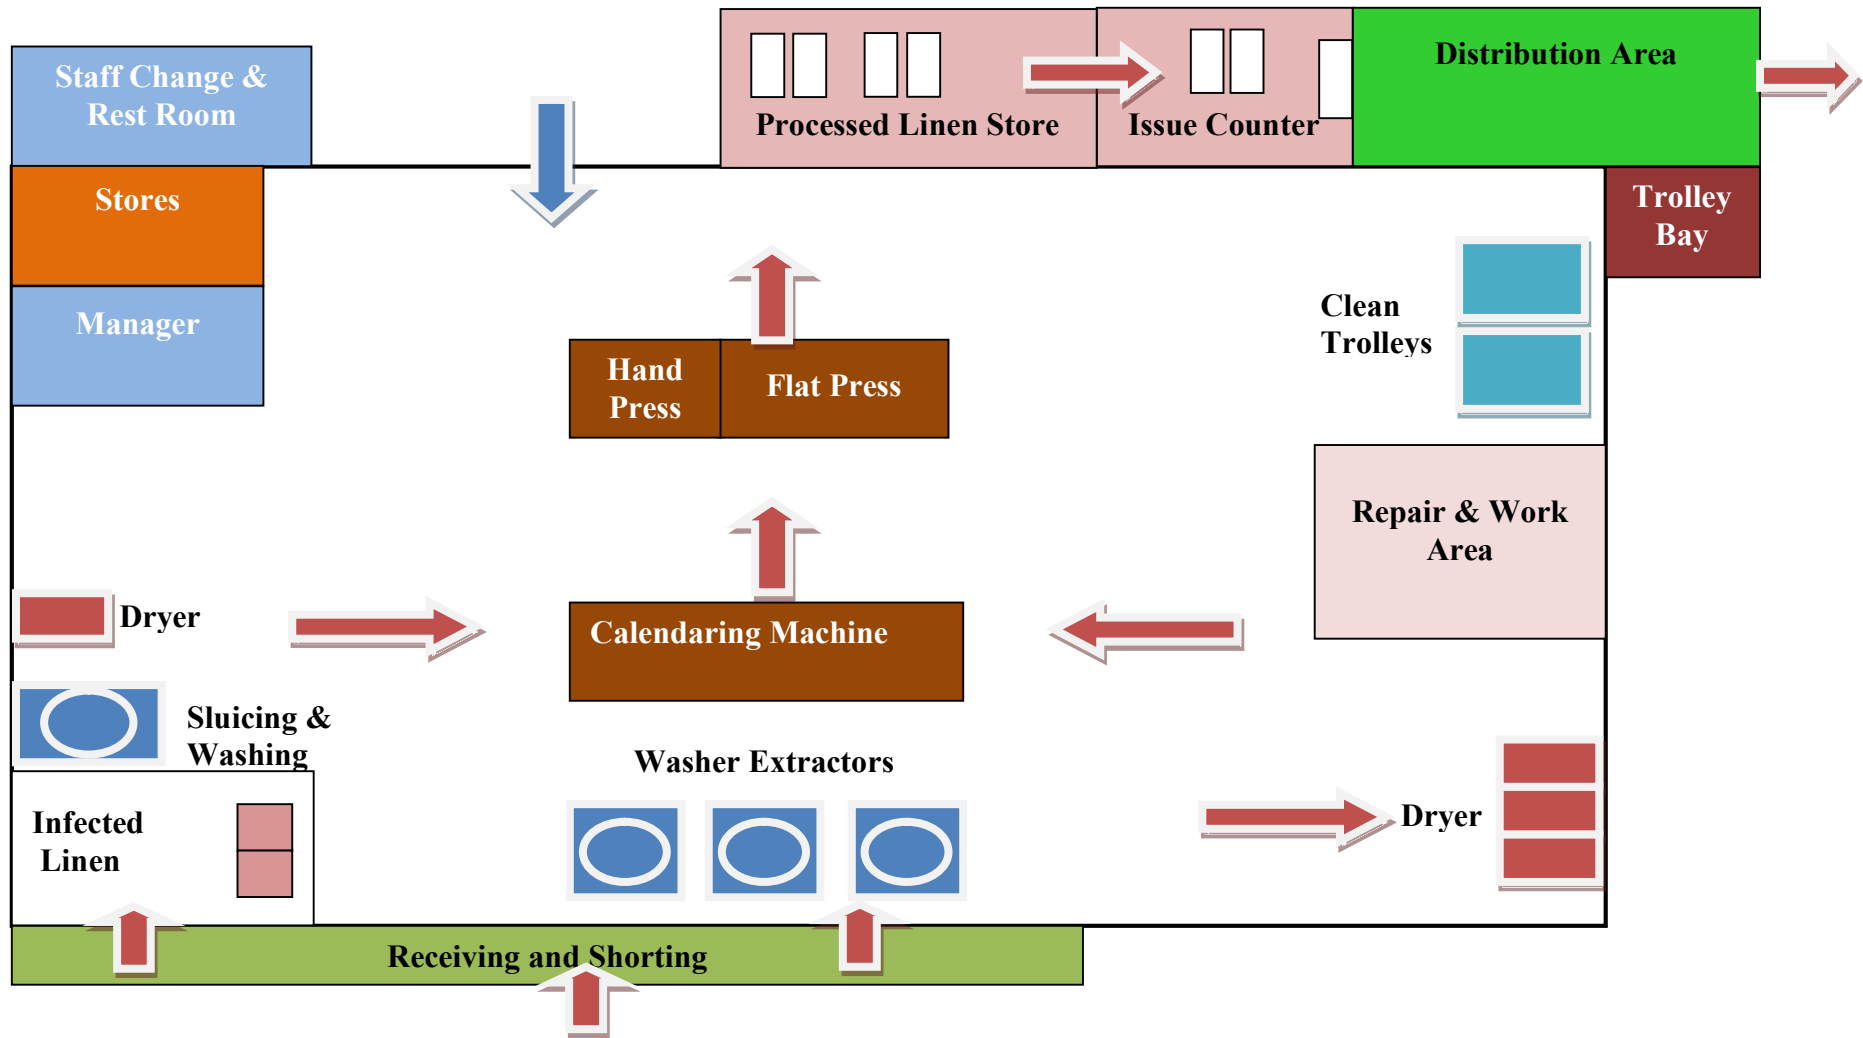 Staff Change &
Rest Room
Processed Linen Store
Issue Counter
Distribution Area
Stores
Trolley
Bay
Manager
Clean
Trolleys
Hand
Press
Flat Press
Repair & Work
Area
Dryer
Calendaring Machine
Sluicing &
Washing
Washer Extractors
Infected
Linen
Dryer
Receiving and Shorting